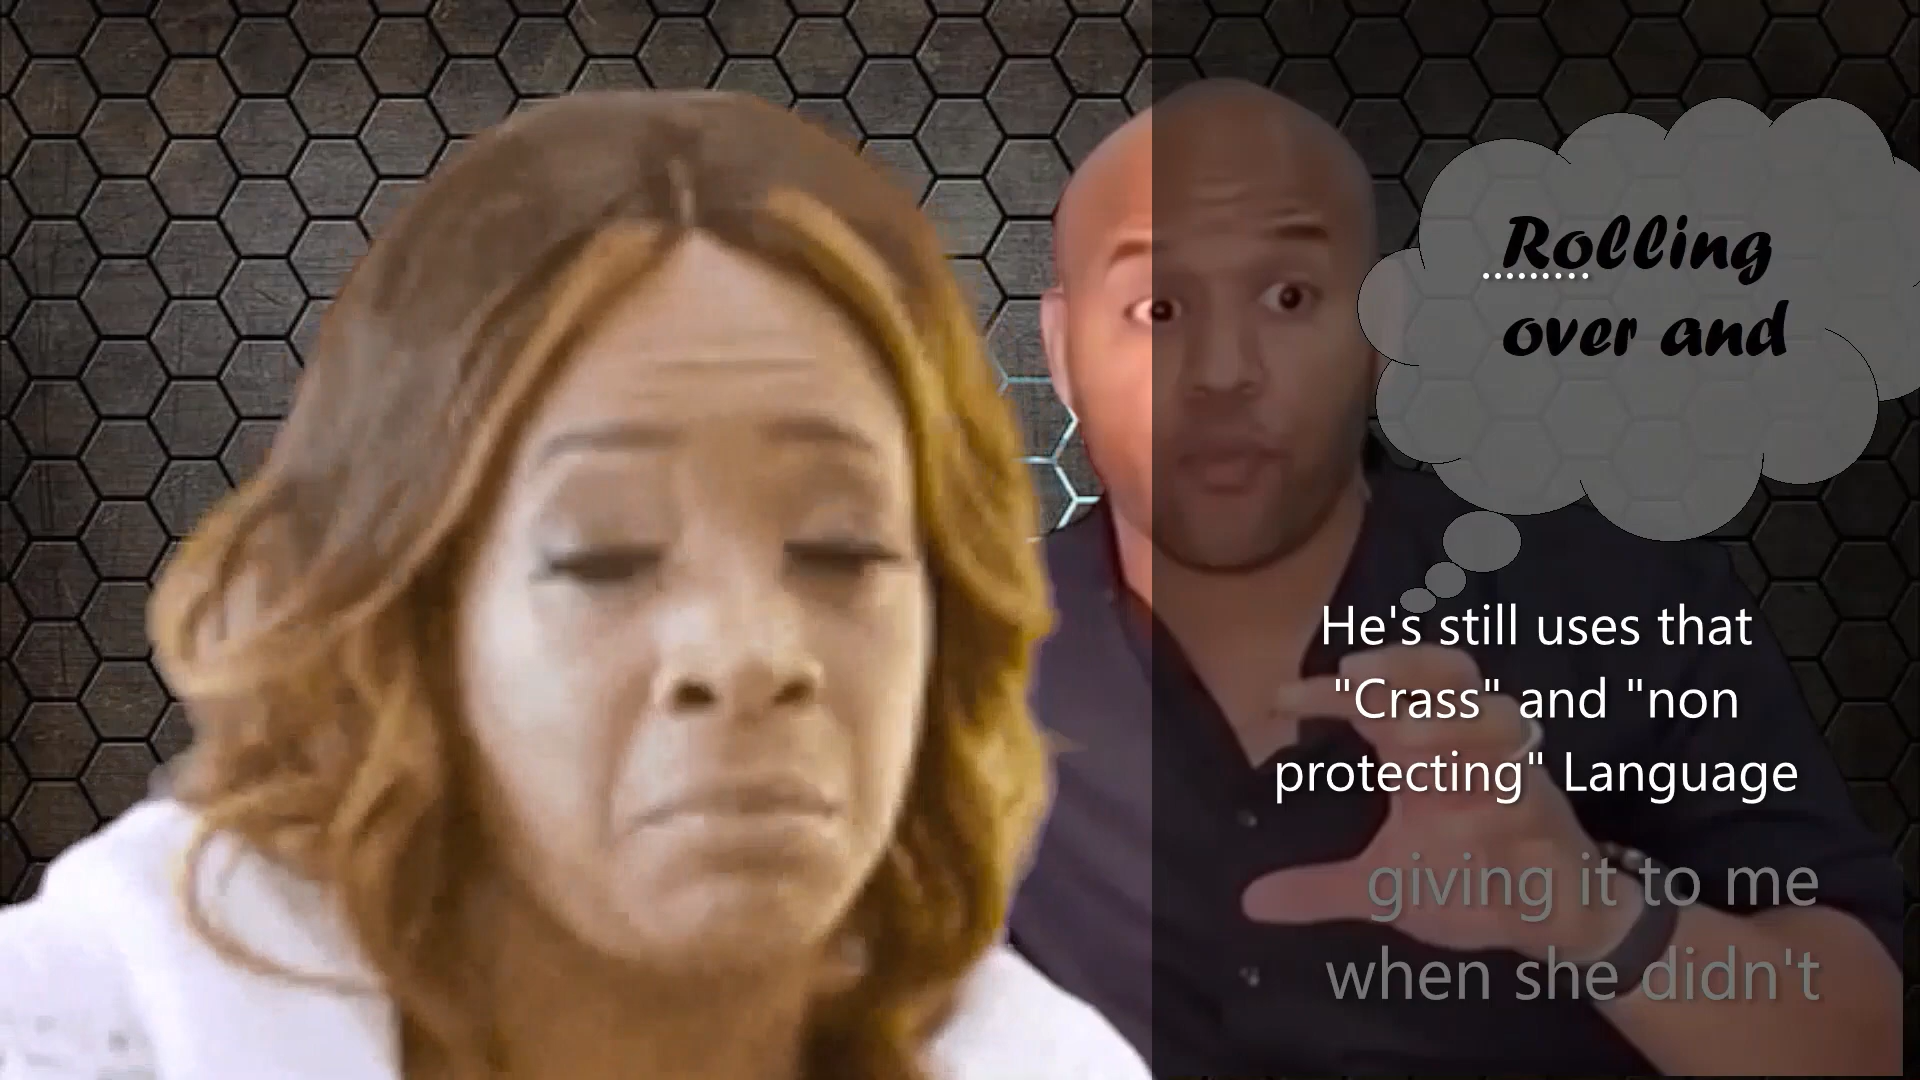 Rolling
over and
He's still uses that
"Crass" and "non
protecting" Language
giving it to me
when she didn't